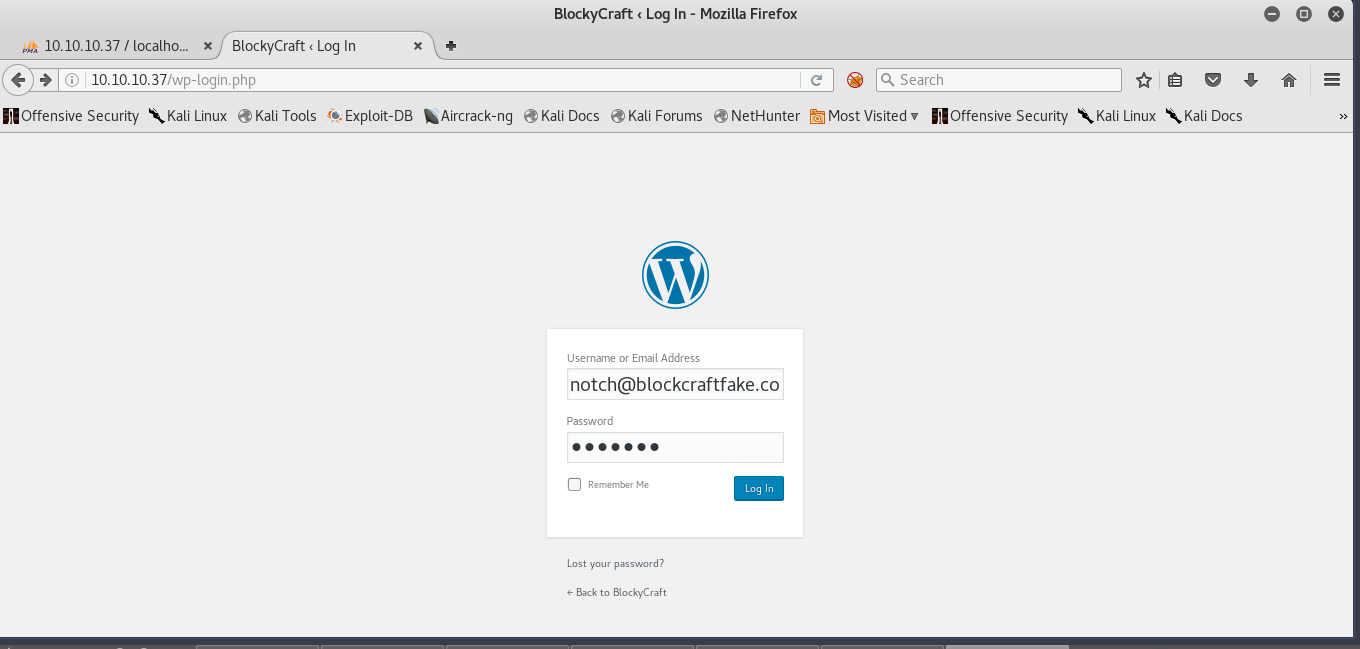 BlockyCraft ‹ Log In - Mozilla Firefox
PMA 10.10.10.37 / localho... BlockyCraft ‹ Log In
10.10.10.37/wp-login.php Search
Offensive Security Kali Linux Kali Tools Exploit-DB Aircrack-ng Kali Docs Kali Forums NetHunter Most Visited Offensive Security Kali Linux Kali Docs »
Username or Email Address
notch@blockcraftfake.co
Password
●●●●●●●
Remember Me Log In
Lost your password?
← Back to BlockyCraft